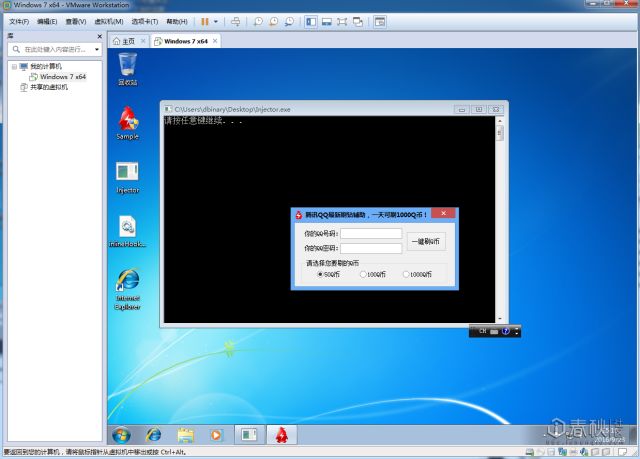 Windows 7 x64 - VMware Workstation
文件(F) 编辑(E) 查看(V) 虚拟机(M) 选项卡(T) 帮助(H)
库
在此处键入内容进行...
我的计算机
Windows 7 x64
共享的虚拟机
主页
Windows 7 x64
回收站
Sample
Injector
Internet
Explorer
C:\Users\dbinary\Desktop\Injector.exe
请按任意键继续. . .
腾讯QQ最新刷钻辅助，一天可刷1000Q币！
你的QQ号码：
你的QQ密码：
一键刷Q币
请选择您要刷的Q币
50Q币
100Q币
1000Q币
CH
春秋
要返回到您的计算机，请将鼠标指针从虚拟机中移出或按 Ctrl+Alt。